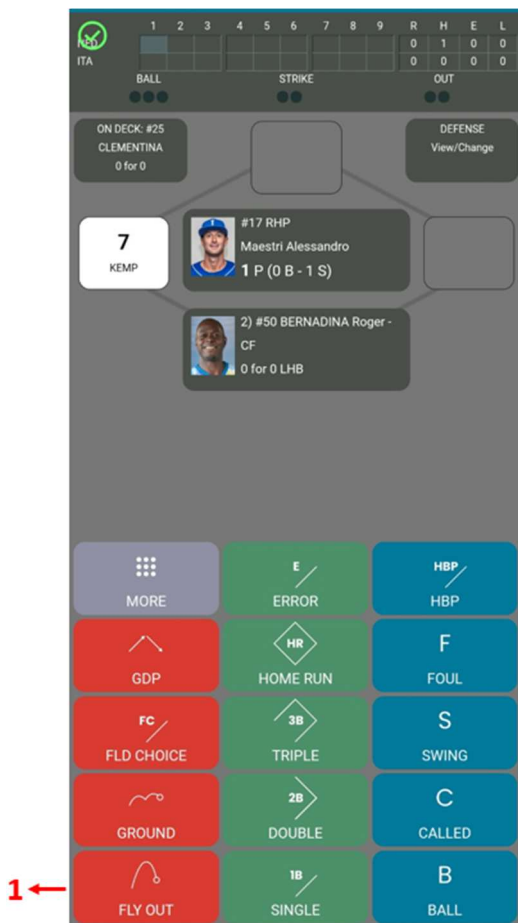 1 2 3 4 5 6 7 8 9 R H E L
NED 0 1 0 0
ITA 0 0 0 0
BALL STRIKE OUT
ON DECK: #25
CLEMENTINA
0 for 0
DEFENSE
View/Change
7
KEMP
#17 RHP
Maestri Alessandro
1 P (0 B - 1 S)
2) #50 BERNADINA Roger -
CF
0 for 0 LHB
MORE
E
ERROR
HBP
HBP
GDP
HR
HOME RUN
F
FOUL
FC
FLD CHOICE
3B
TRIPLE
S
SWING
GROUND
2B
DOUBLE
C
CALLED
1
FLY OUT
1B
SINGLE
B
BALL